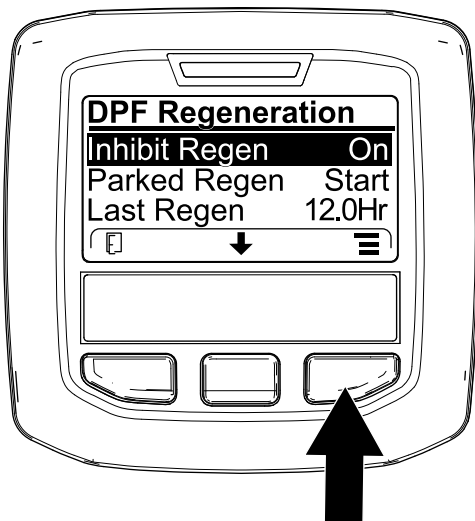 DPF Regeneration
Inhibit Regen On
Parked Regen Start
Last Regen 12.0Hr